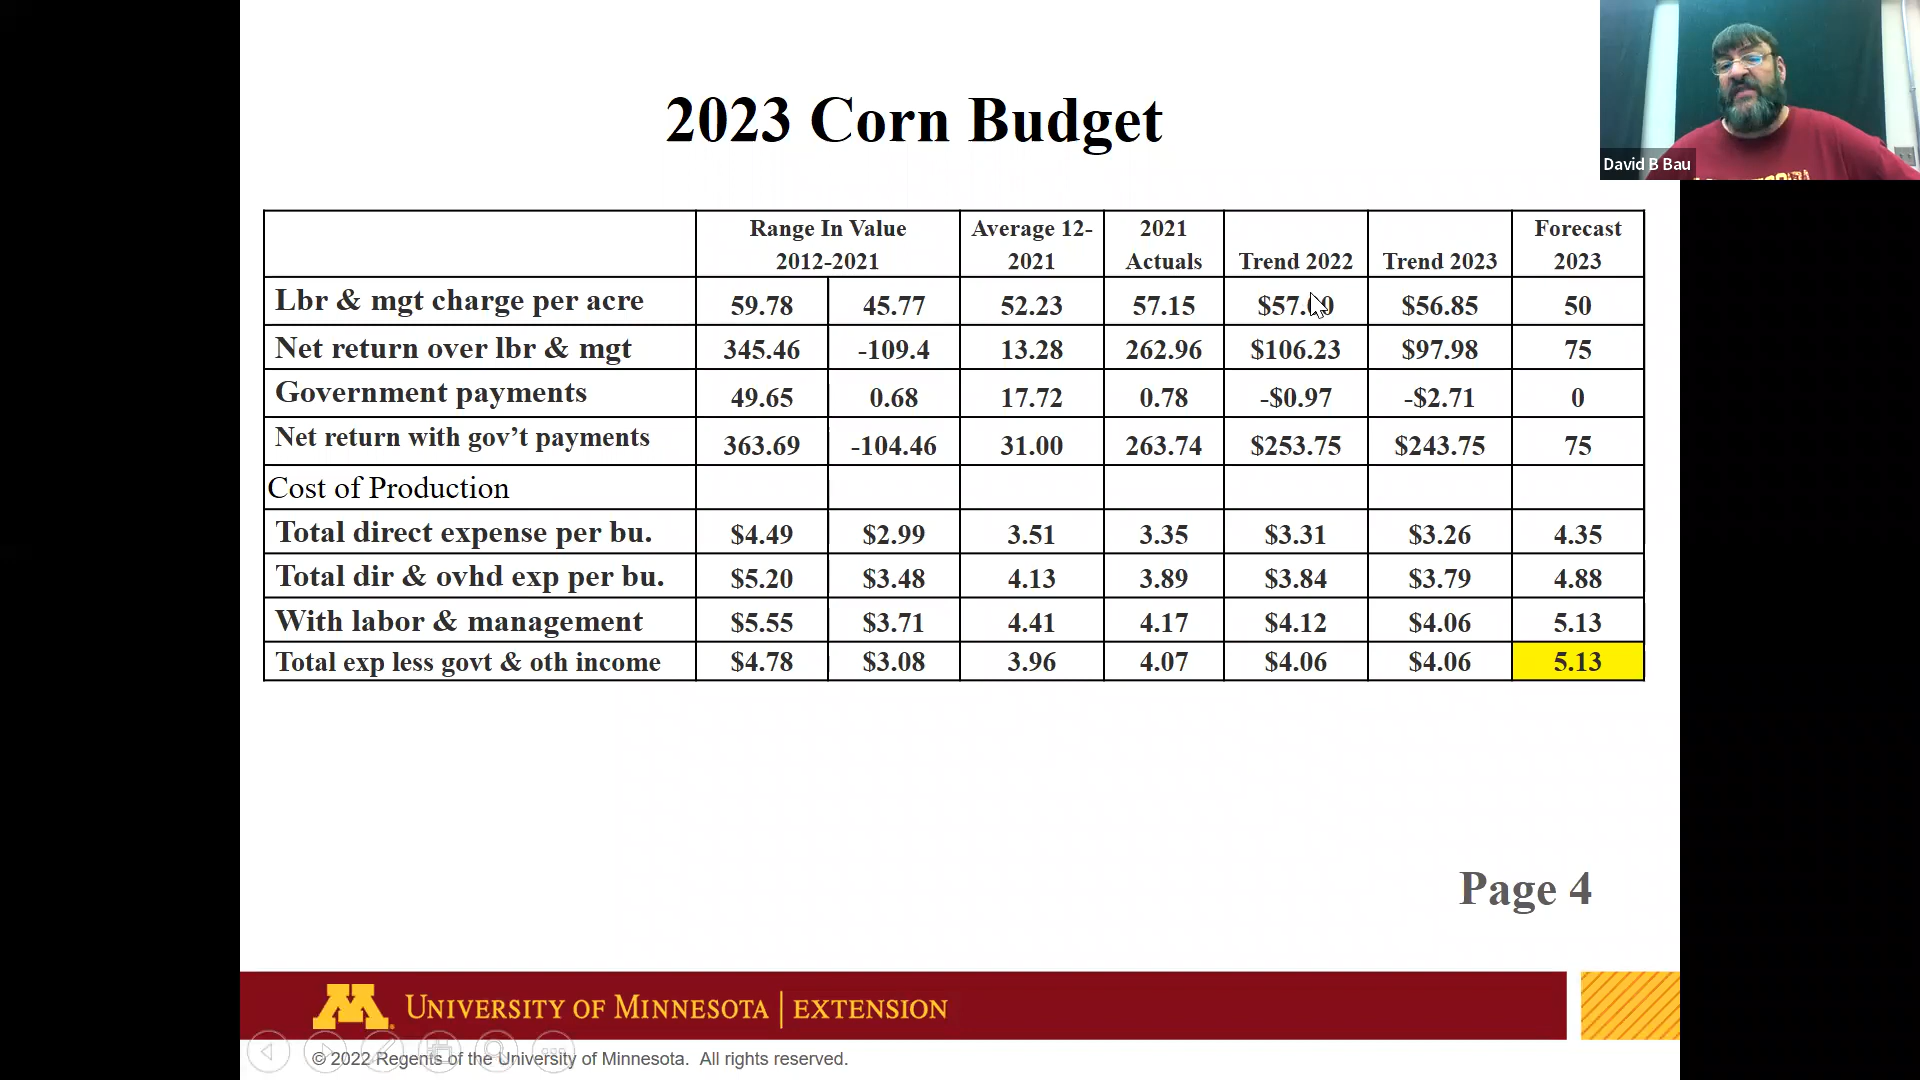 2023 Corn Budget
David B Bau
Range In Value 2012-2021 Average 12-2021 2021 Actuals Trend 2022 Trend 2023 Forecast 2023
Lbr & mgt charge per acre 59.78 45.77 52.23 57.15 $56.85 50
Net return over lbr & mgt 345.46 -109.4 13.28 262.96 $106.23 $97.98 75
Government payments 49.65 0.68 17.72 0.78 -$0.97 -$2.71 0
Net return with gov’t payments 363.69 -104.46 31.00 263.74 $253.75 $243.75 75
Cost of Production
Total direct expense per bu. $4.49 $2.99 3.51 3.35 $3.31 $3.26 4.35
Total dir & ovhd exp per bu. $5.20 $3.48 4.13 3.89 $3.84 $3.79 4.88
With labor & management $5.55 $3.71 4.41 4.17 $4.12 $4.06 5.13
Total exp less govt & oth income $4.78 $3.08 3.96 4.07 $4.06 $4.06 5.13
Page 4
M UNIVERSITY OF MINNESOTA | EXTENSION
© 2022 Regents of the University of Minnesota. All rights reserved.